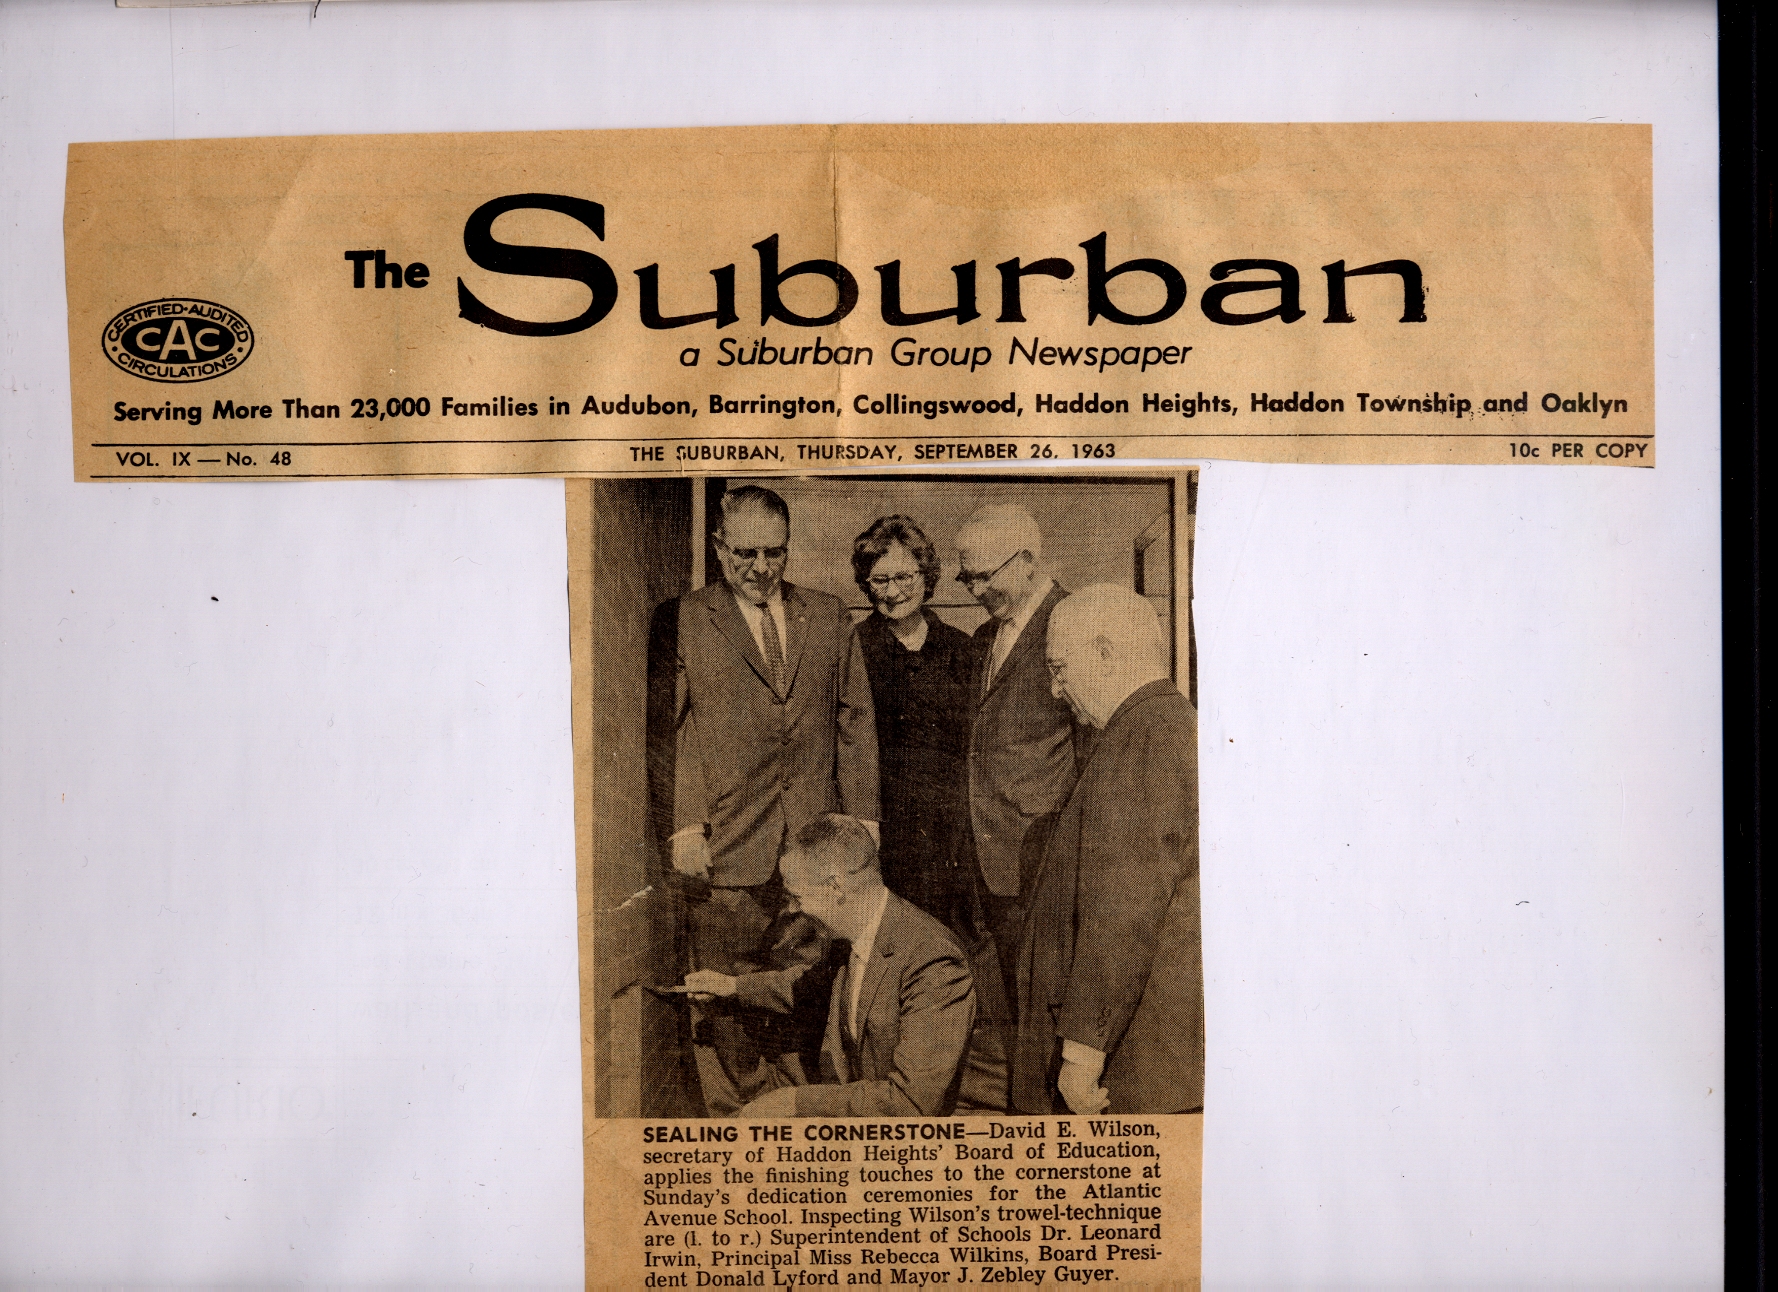 The Suburban
a Suburban Group Newspaper
CERTIFIED·AUDITED
CAC
·CIRCULATIONS·
Serving More Than 23,000 Families in Audubon, Barrington, Collingswood, Haddon Heights, Haddon Township and Oaklyn
VOL. IX — No. 48 THE SUBURBAN, THURSDAY, SEPTEMBER 26, 1963 10c PER COPY
SEALING THE CORNERSTONE—David E. Wilson,
secretary of Haddon Heights' Board of Education,
applies the finishing touches to the cornerstone at
Sunday's dedication ceremonies for the Atlantic
Avenue School. Inspecting Wilson's trowel-technique
are (l. to r.) Superintendent of Schools Dr. Leonard
Irwin, Principal Miss Rebecca Wilkins, Board Presi-
dent Donald Lyford and Mayor J. Zebley Guyer.